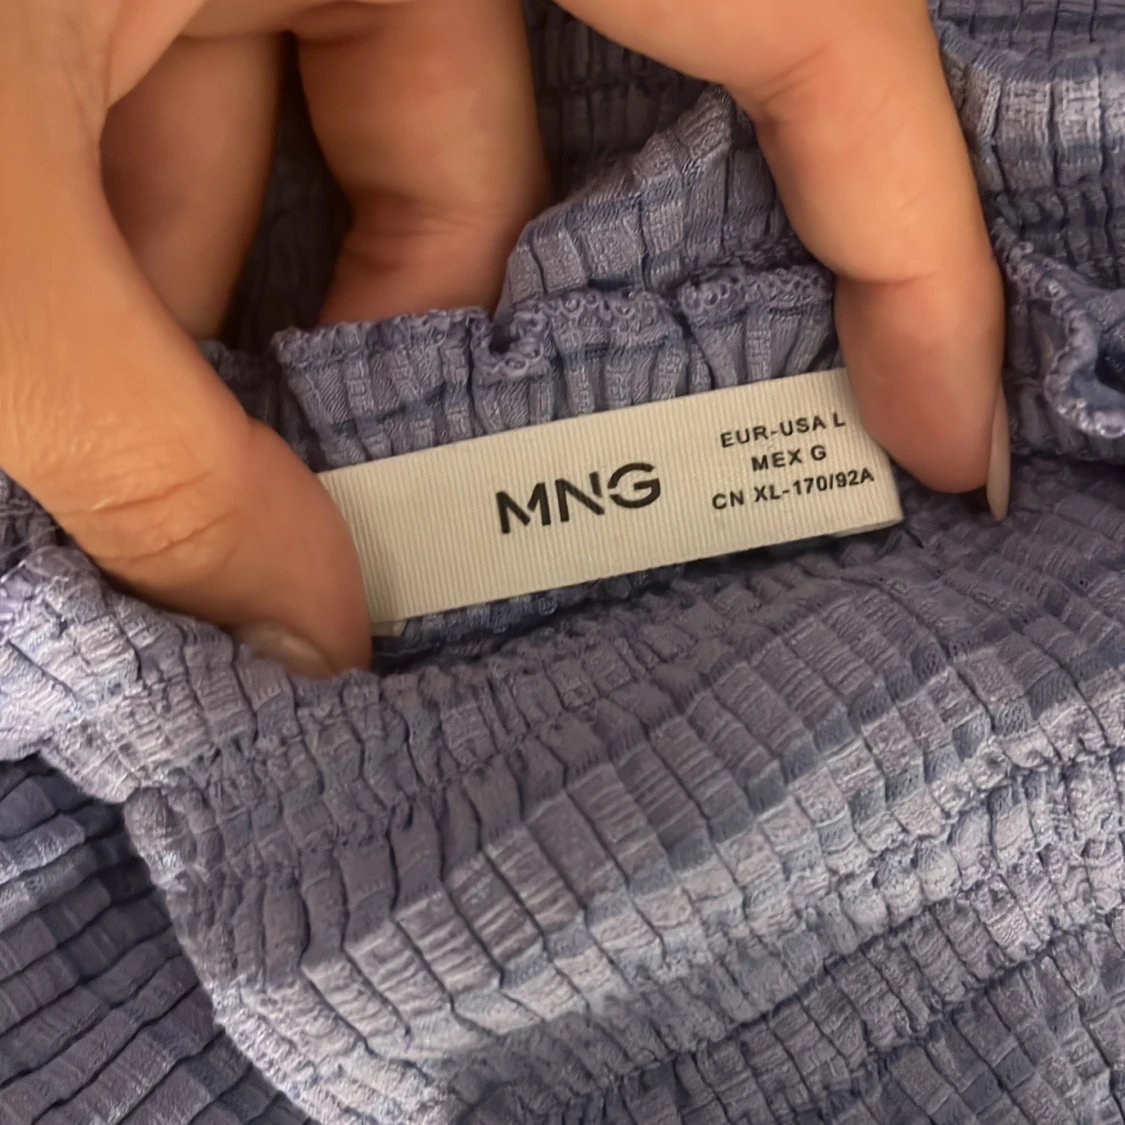 MNG
EUR-USA L
MEX G
CN XL-170/92A